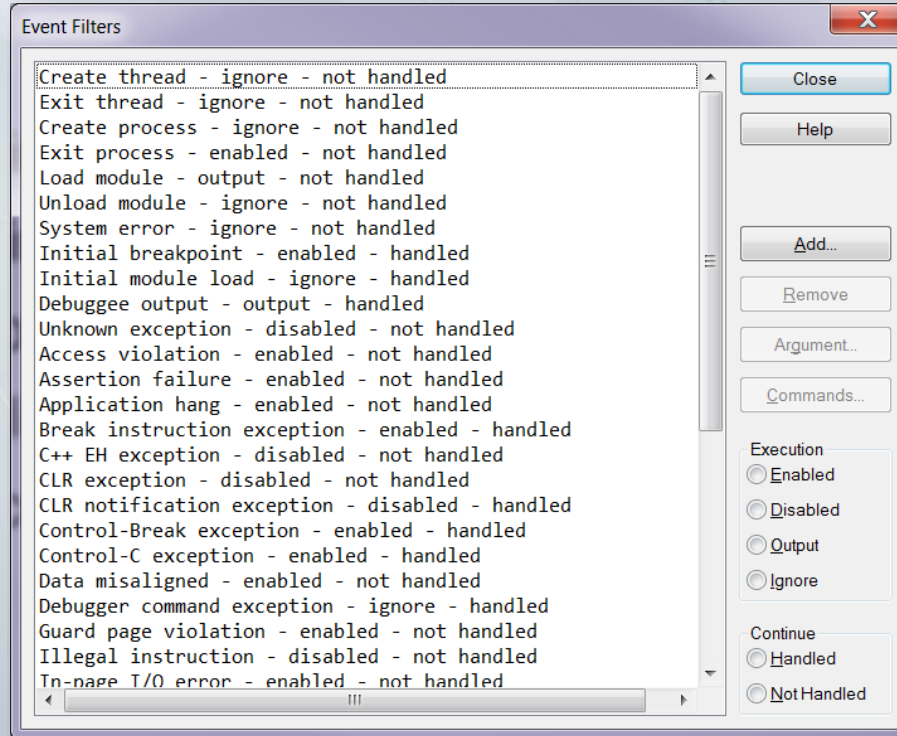 Event Filters
Create thread - ignore - not handled
Exit thread - ignore - not handled
Create process - ignore - not handled
Exit process - enabled - not handled
Load module - output - not handled
Unload module - ignore - not handled
System error - ignore - not handled
Initial breakpoint - enabled - handled
Initial module load - ignore - handled
Debuggee output - output - handled
Unknown exception - disabled - not handled
Access violation - enabled - not handled
Assertion failure - enabled - not handled
Application hang - enabled - not handled
Break instruction exception - enabled - handled
C++ EH exception - disabled - not handled
CLR exception - disabled - not handled
CLR notification exception - disabled - handled
Control-Break exception - enabled - handled
Control-C exception - enabled - handled
Data misaligned - enabled - not handled
Debugger command exception - ignore - handled
Guard page violation - enabled - not handled
Illegal instruction - disabled - not handled
In-page I/O error - enabled - not handled
Close
Help
Add...
Remove
Argument...
Commands...
Execution
Enabled
Disabled
Output
Ignore
Continue
Handled
Not Handled